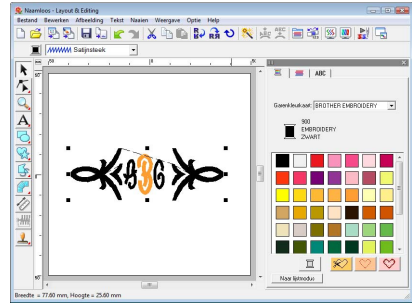 Naamloos - Layout & Editing
Bestand Bewerken Afbeelding Tekst Naaien Weergave Optie Help
Satijnsteek
ABC
Garenkleurkaart: BROTHER EMBROIDERY
900
EMBROIDERY
ZWART
ABC
Naar lijstmodus
Breedte = 77.60 mm, Hoogte = 25.60 mm